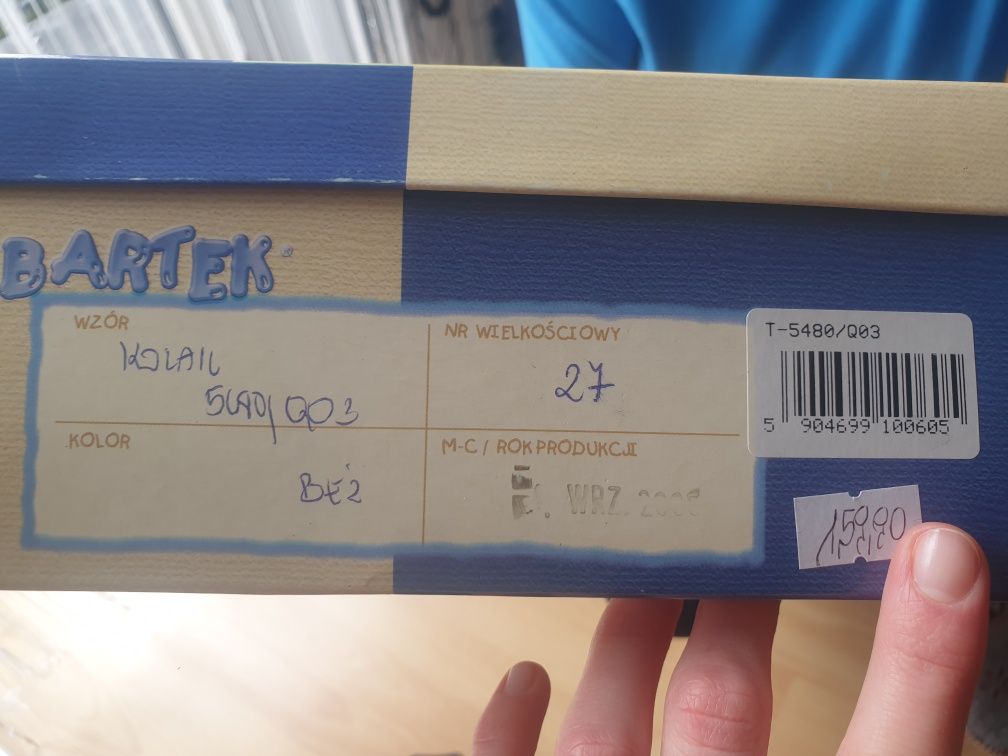 BARTEK
WZÓR
5480/Q03
NR WIELKOŚCIOWY
27
T-5480/Q03
5 904699 100605
KOLOR
BEŻ
M-C / ROK PRODUKCJI
WRZ.
159,90